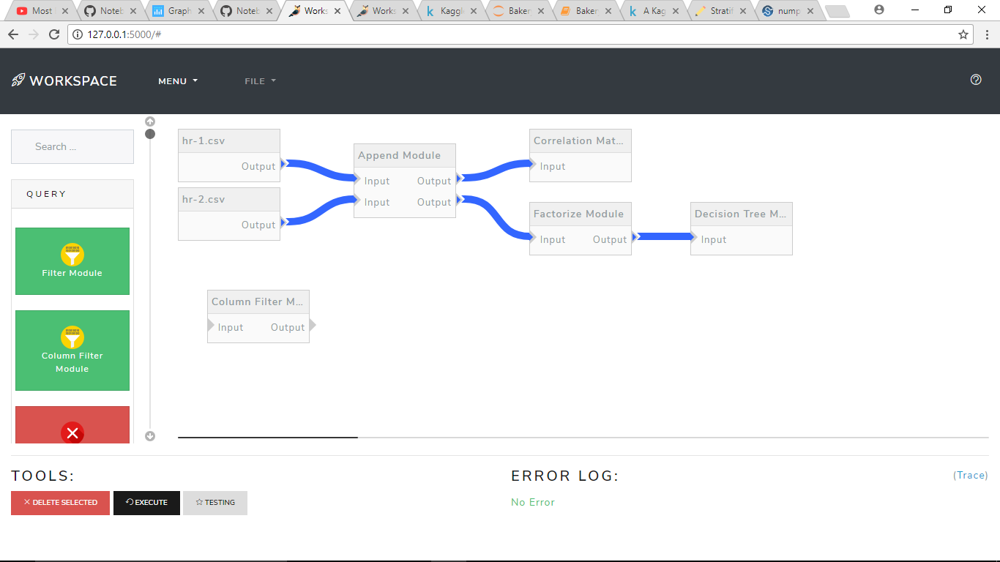 Most
Noteb
Graph
Noteb
Works
Works
Kaggl
Baker
Baker
A Kag
Stratif
nump
127.0.0.1:5000/#
WORKSPACE
MENU
FILE
Search ...
QUERY
Filter Module
Column Filter
Module
hr-1.csv
Output
hr-2.csv
Output
Append Module
Input Output
Input Output
Correlation Mat...
Input
Factorize Module
Input Output
Decision Tree M...
Input
Column Filter M...
Input Output
TOOLS:
DELETE SELECTED
EXECUTE
TESTING
ERROR LOG:
(Trace)
No Error